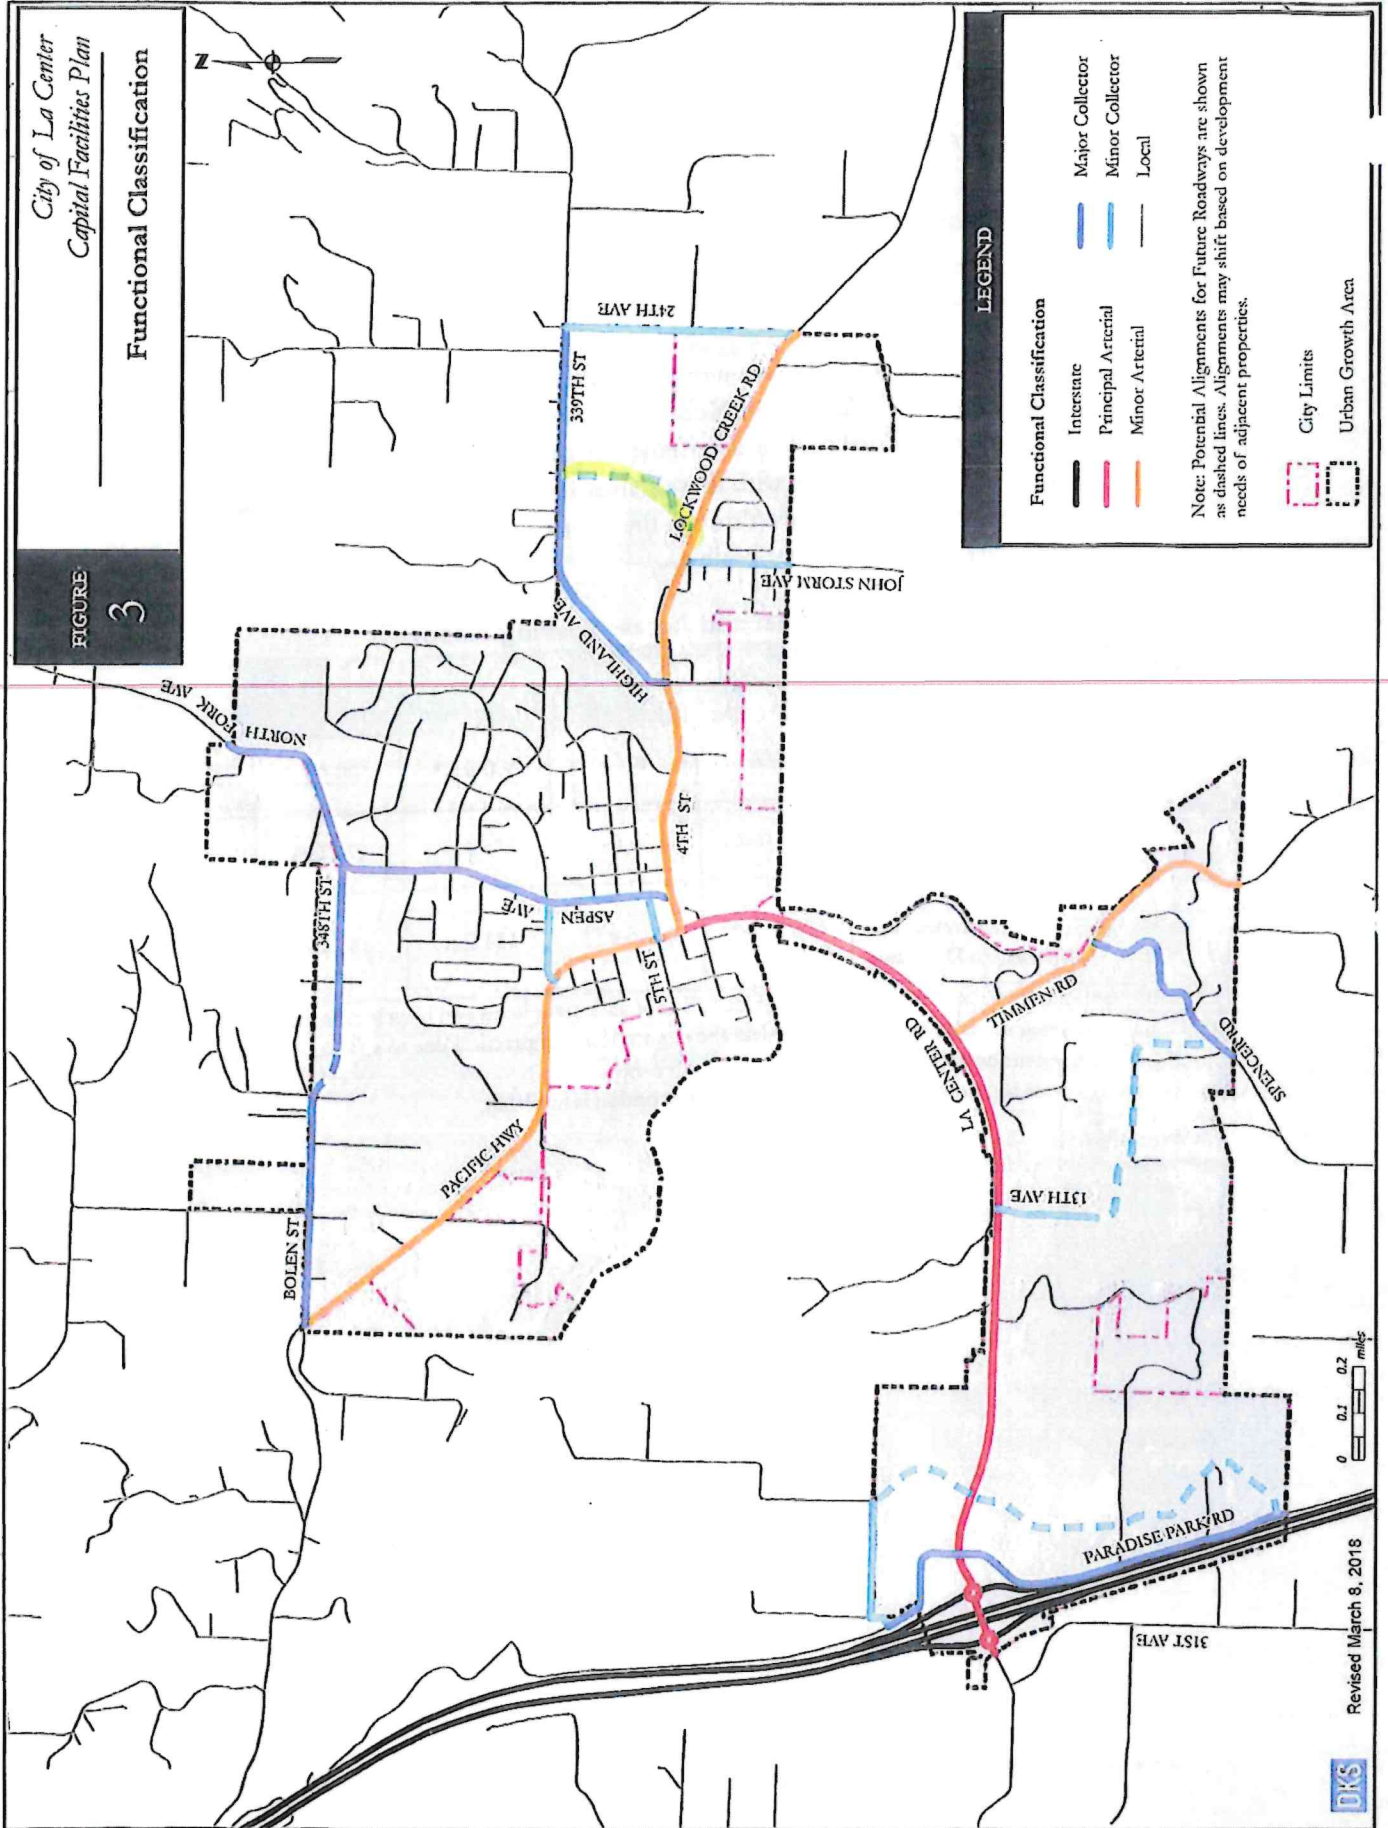 FIGURE
3
City of La Center
Capital Facilities Plan
Functional Classification
N
NORTH
FORK AVE
348TH ST
BOLEN ST
PACIFIC HWY
ASPEN
AVE
5TH ST
4TH ST
HIGHLAND AVE
339TH ST
24TH AVE
LOCKWOOD CREEK RD
JOHN STORM AVE
LA CENTER RD
TIMMEN RD
SPENCER RD
13TH AVE
PARADISE PARK RD
31ST AVE
LEGEND
Functional Classification
Interstate
Principal Arterial
Minor Arterial
Major Collector
Minor Collector
Local
Note: Potential Alignments for Future Roadways are shown
as dashed lines. Alignments may shift based on development
needs of adjacent properties.
City Limits
Urban Growth Area
0 0.1 0.2
miles
DKS
Revised March 8, 2018